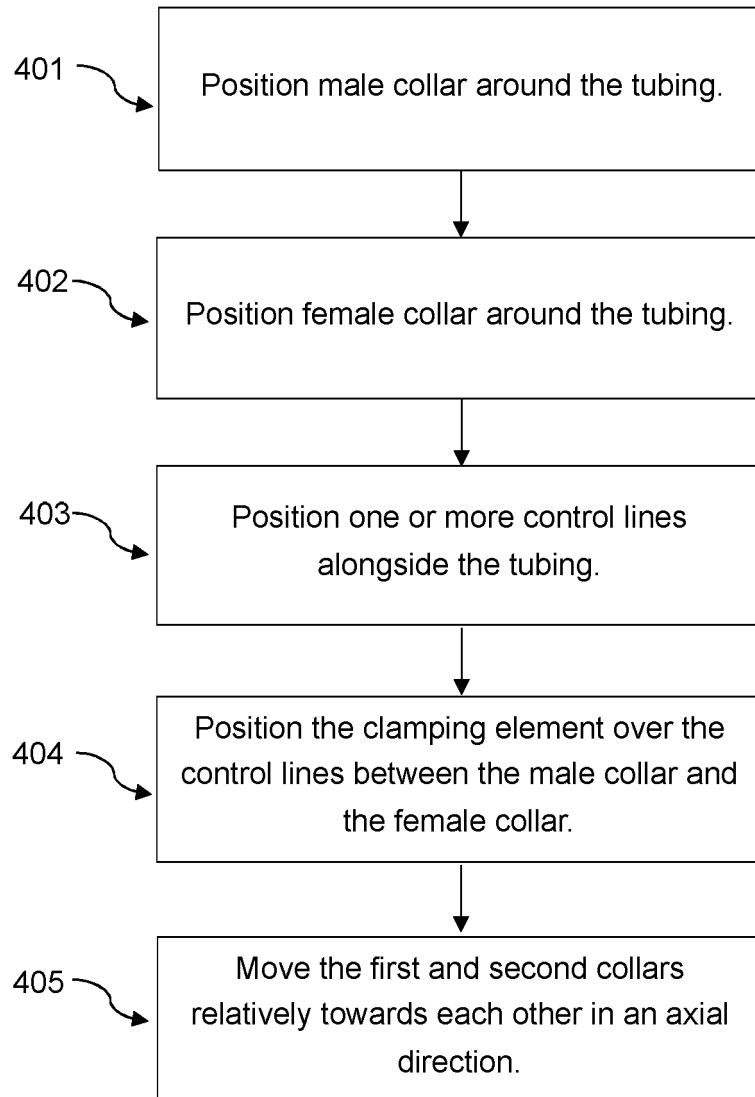 401
Position male collar around the tubing.
402
Position female collar around the tubing.
403
Position one or more control lines
alongside the tubing.
404
Position the clamping element over the
control lines between the male collar and
the female collar.
405
Move the first and second collars
relatively towards each other in an axial
direction.